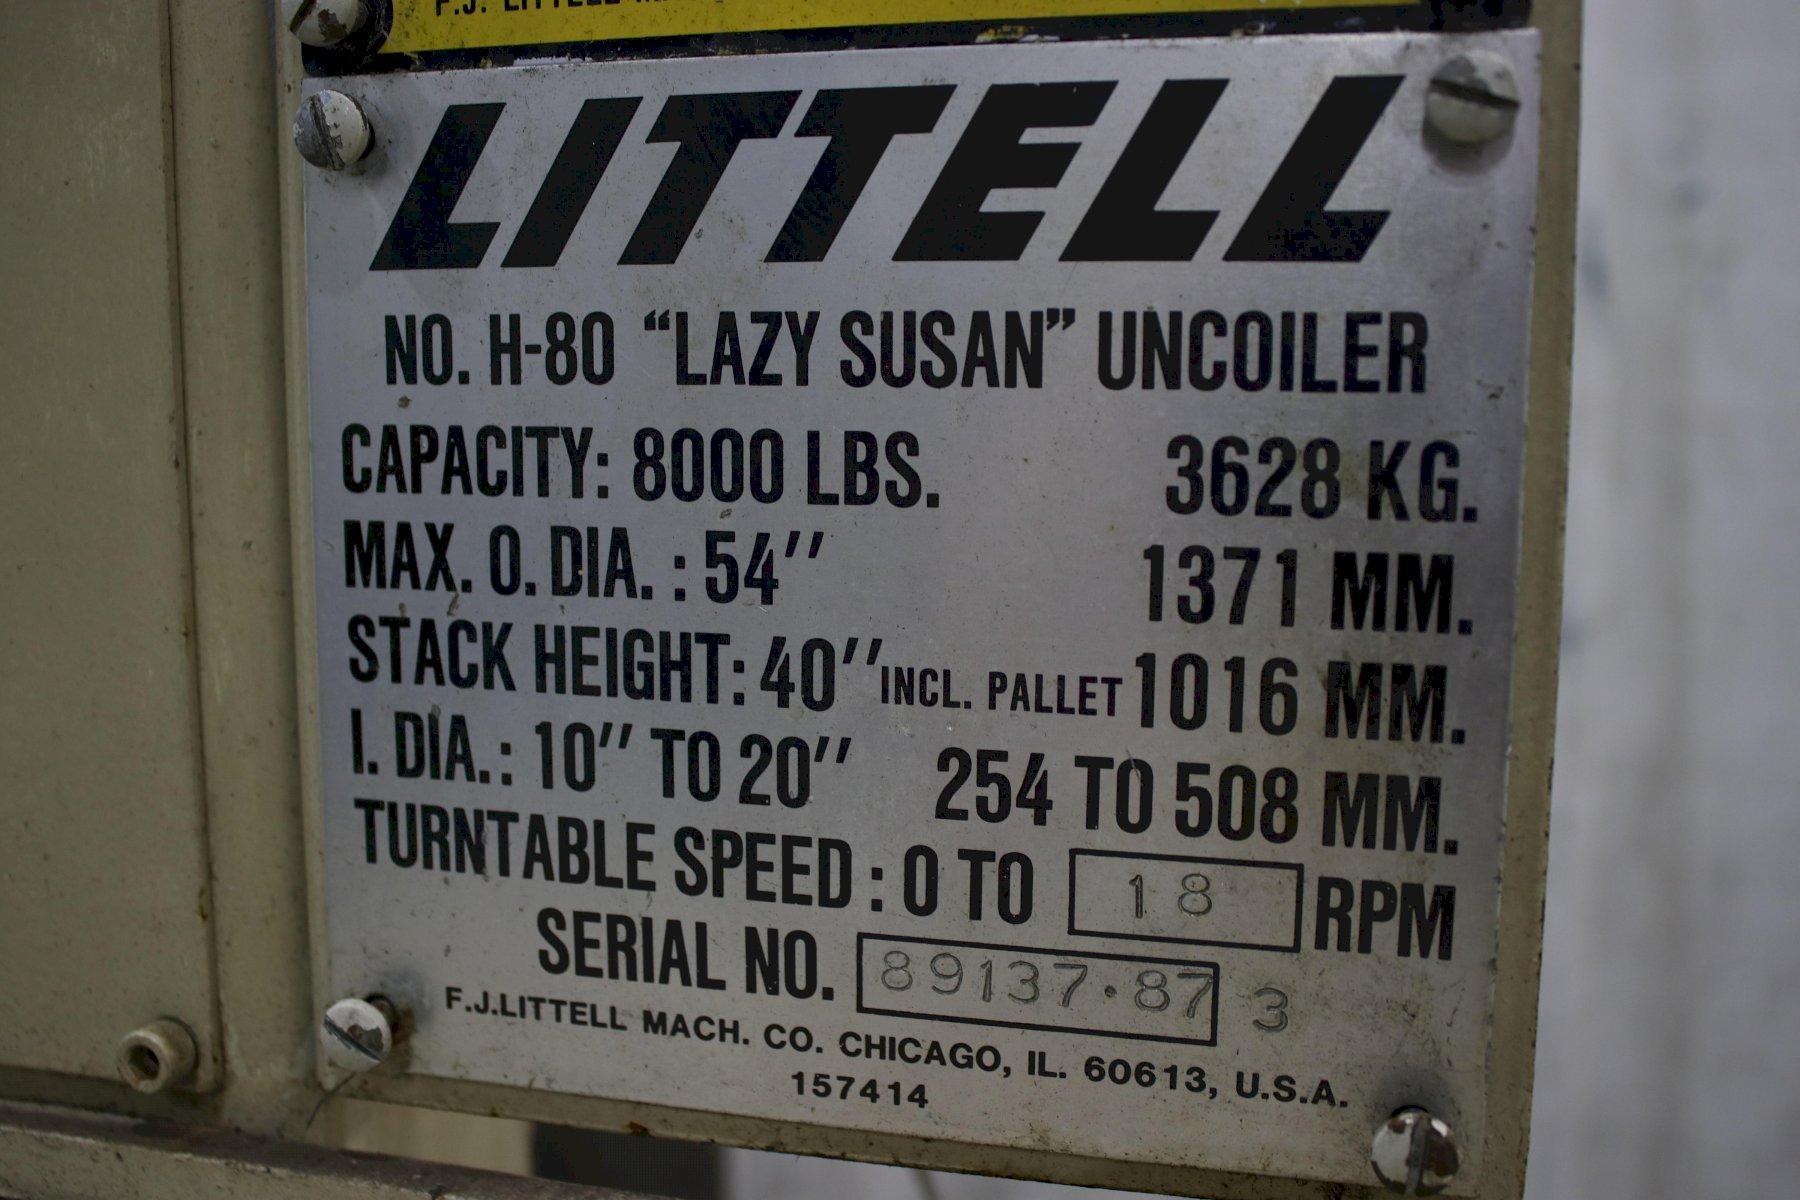 F.J. LITTELL
LITTELL
NO. H-80 “LAZY SUSAN” UNCOILER
CAPACITY: 8000 LBS. 3628 KG.
MAX. O. DIA. : 54″ 1371 MM.
STACK HEIGHT: 40″ INCL. PALLET 1016 MM.
I. DIA. : 10″ TO 20″ 254 TO 508 MM.
TURNTABLE SPEED : 0 TO 18 RPM
SERIAL NO. 89137·87 3
F.J.LITTELL MACH. CO. CHICAGO, IL. 60613, U.S.A.
157414